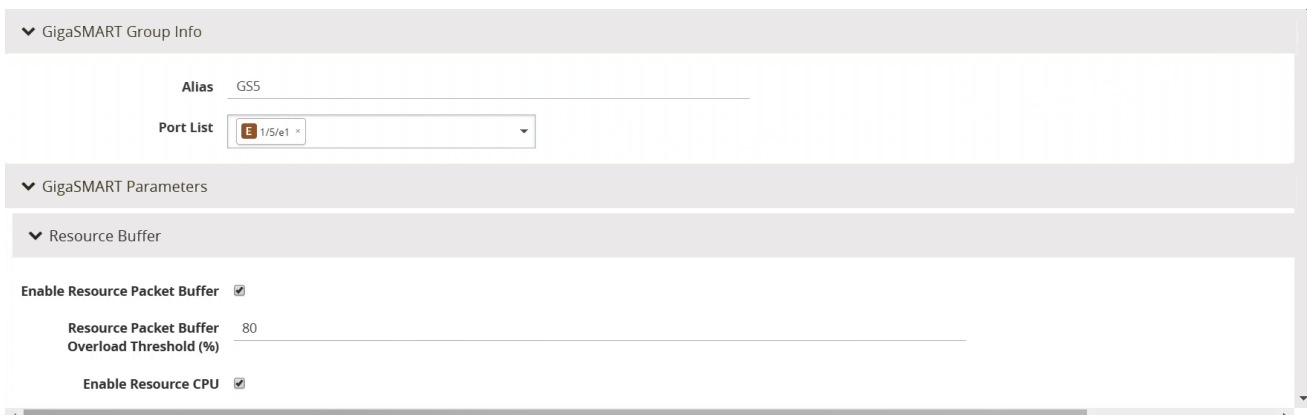 GigaSMART Group Info
Alias GS5
Port List E 1/5/e1 ×
GigaSMART Parameters
Resource Buffer
Enable Resource Packet Buffer
Resource Packet Buffer 80
Overload Threshold (%)
Enable Resource CPU